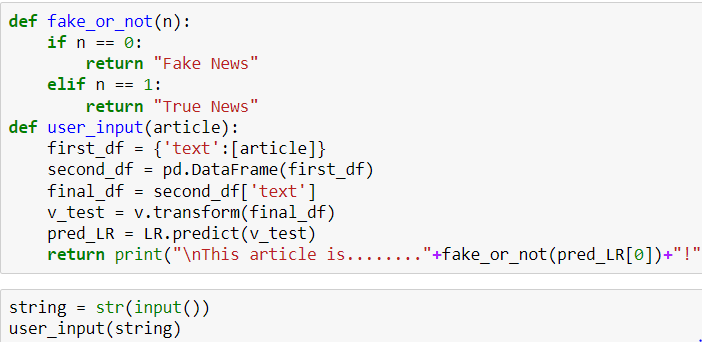 def fake_or_not(n):
    if n == 0:
        return "Fake News"
    elif n == 1:
        return "True News"
def user_input(article):
    first_df = {'text':[article]}
    second_df = pd.DataFrame(first_df)
    final_df = second_df['text']
    v_test = v.transform(final_df)
    pred_LR = LR.predict(v_test)
    return print("\nThis article is........"+fake_or_not(pred_LR[0])+"!"
string = str(input())
user_input(string)